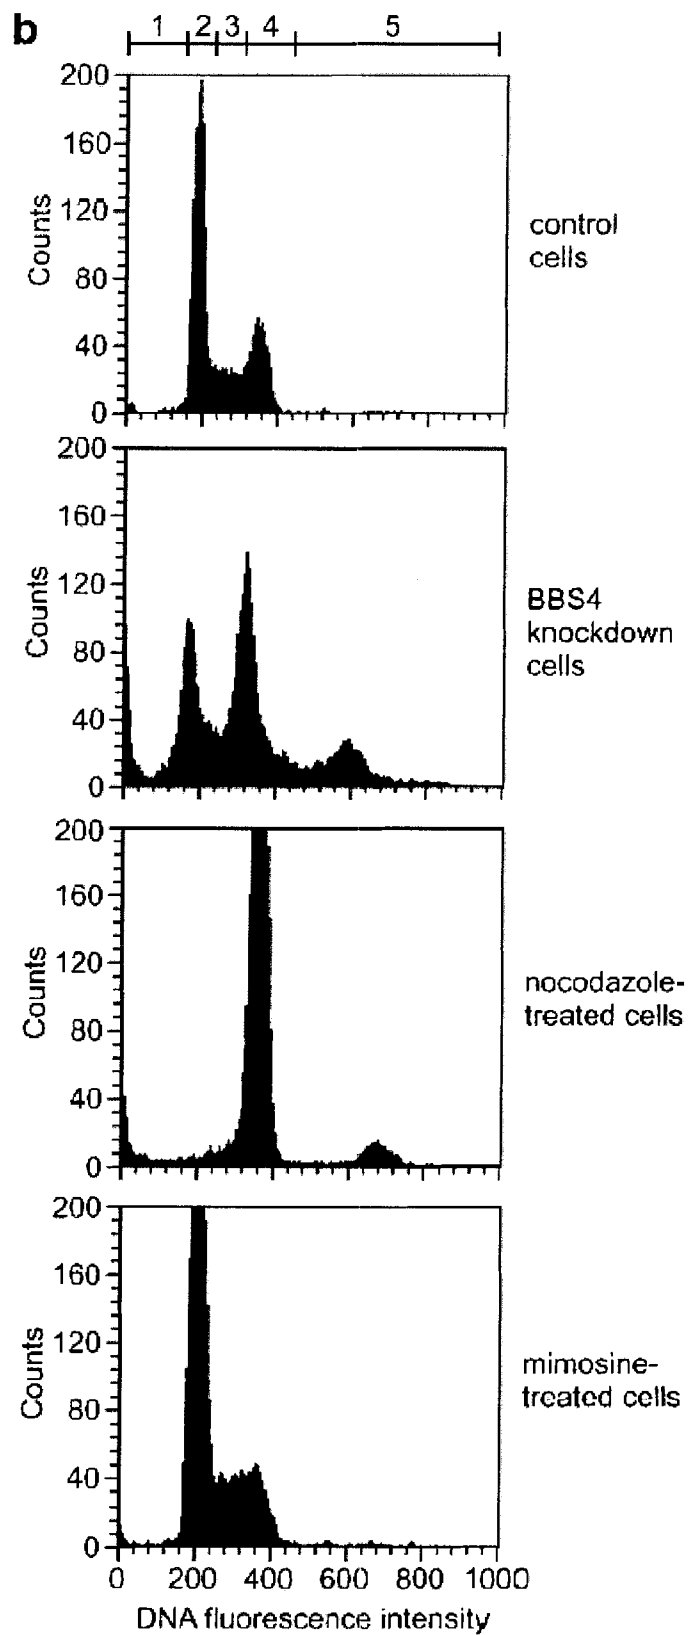 b
1 2 3 4 5
200
160
120
80
40
0
Counts
control
cells
200
160
120
80
40
0
Counts
BBS4
knockdown
cells
200
160
120
80
40
0
Counts
nocodazole-
treated cells
200
160
120
80
40
0
Counts
mimosine-
treated cells
0 200 400 600 800 1000
DNA fluorescence intensity